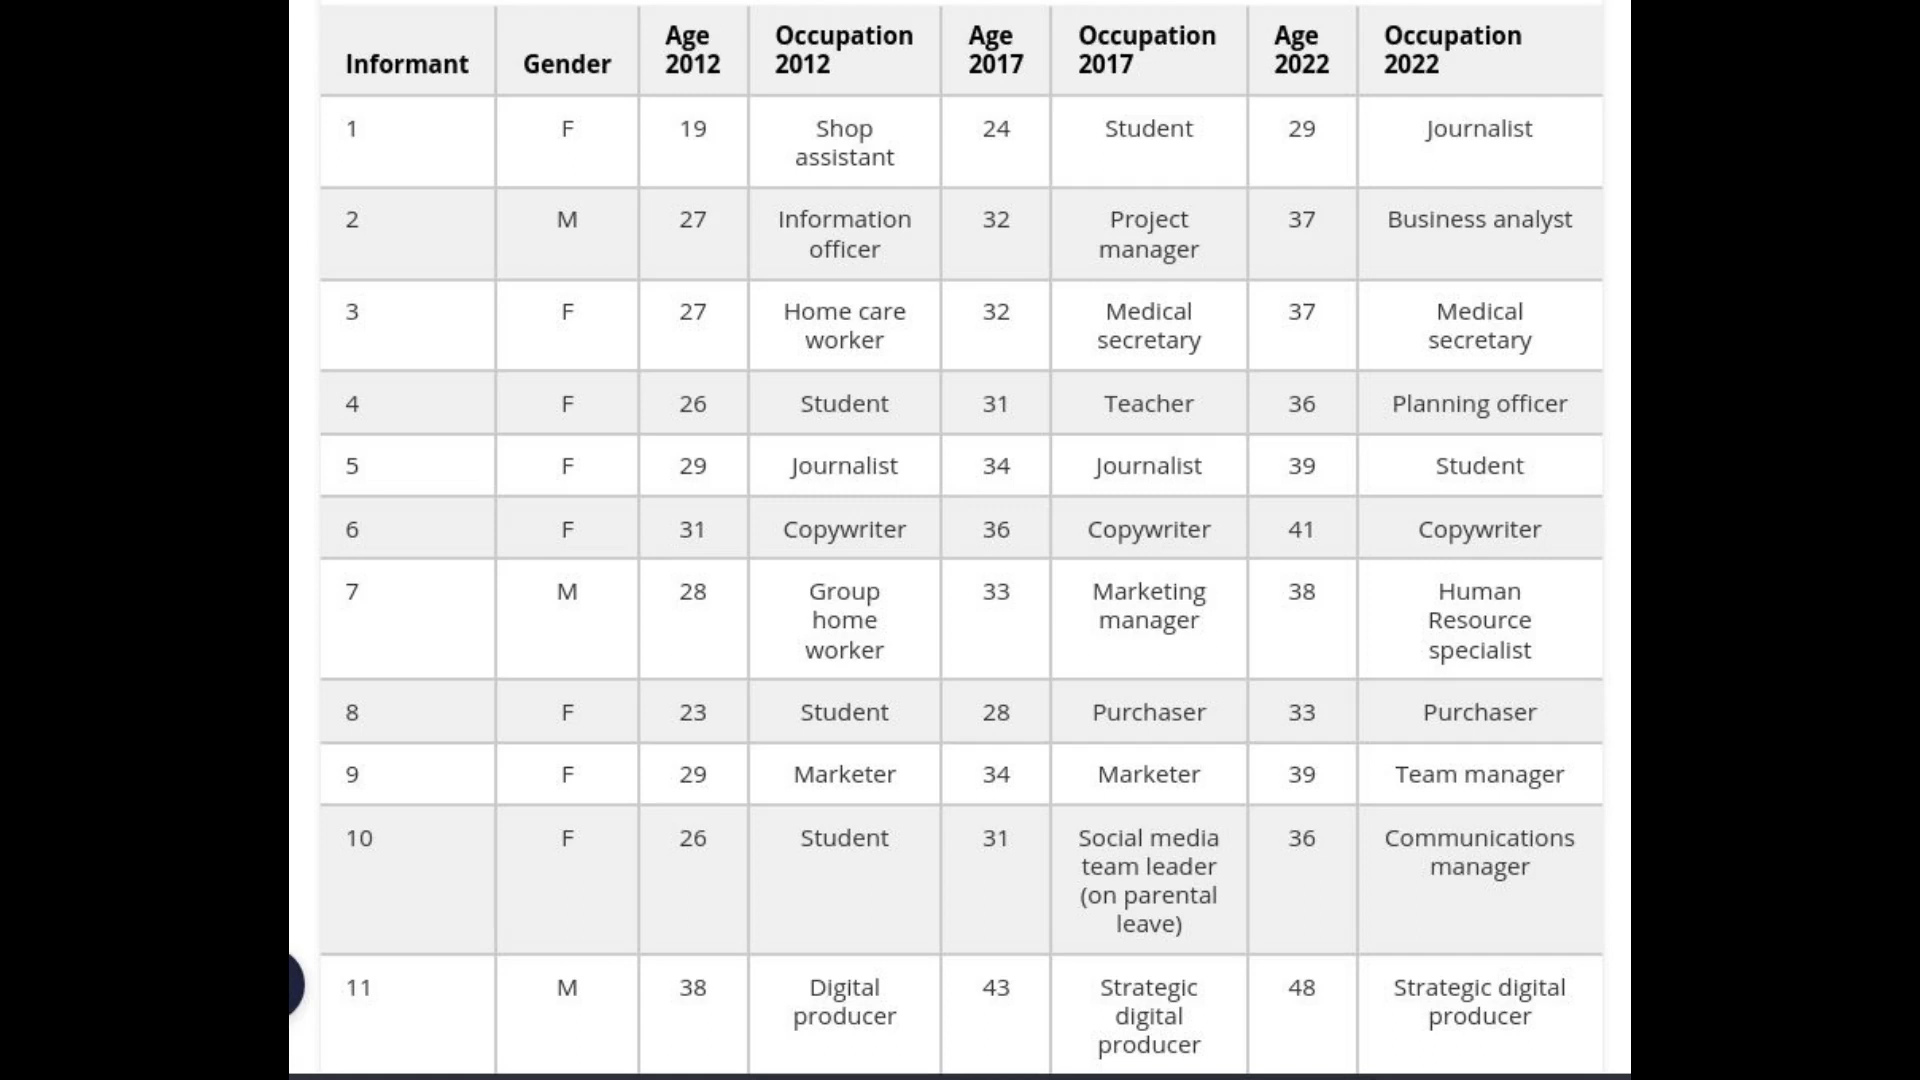 Informant Gender Age 2012 Occupation 2012 Age 2017 Occupation 2017 Age 2022 Occupation 2022
1 F 19 Shop assistant 24 Student 29 Journalist
2 M 27 Information officer 32 Project manager 37 Business analyst
3 F 27 Home care worker 32 Medical secretary 37 Medical secretary
4 F 26 Student 31 Teacher 36 Planning officer
5 F 29 Journalist 34 Journalist 39 Student
6 F 31 Copywriter 36 Copywriter 41 Copywriter
7 M 28 Group home worker 33 Marketing manager 38 Human Resource specialist
8 F 23 Student 28 Purchaser 33 Purchaser
9 F 29 Marketer 34 Marketer 39 Team manager
10 F 26 Student 31 Social media team leader (on parental leave) 36 Communications manager
11 M 38 Digital producer 43 Strategic digital producer 48 Strategic digital producer